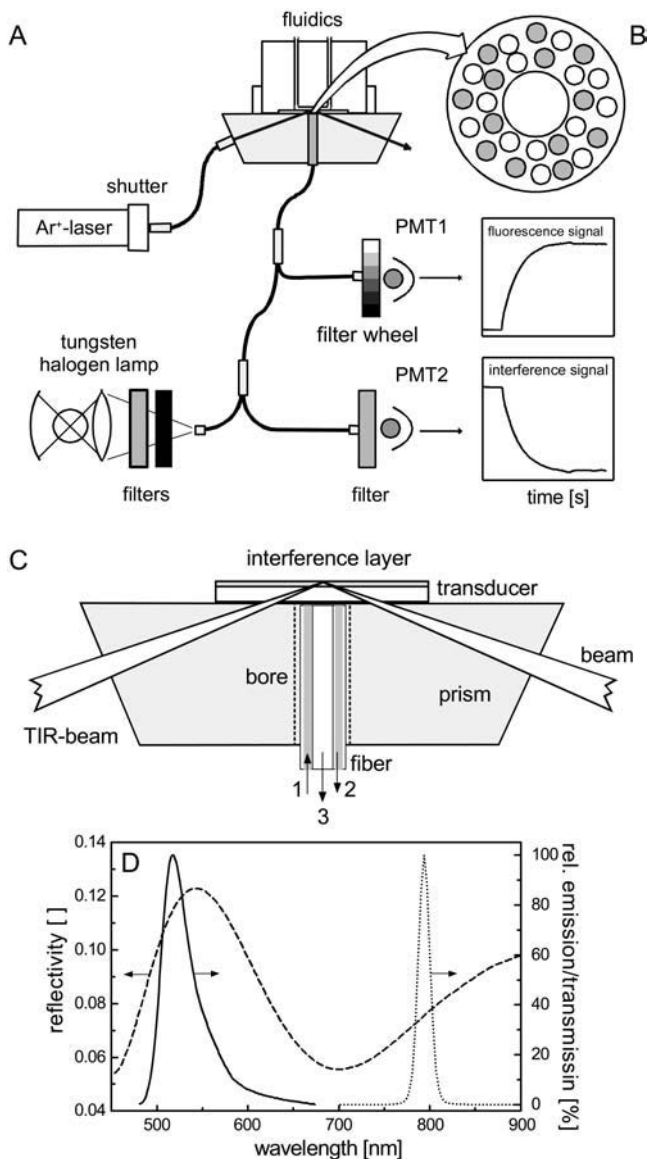 A
fluidics
B
shutter
Ar⁺-laser
PMT1
fluorescence signal
filter wheel
tungsten
halogen lamp
PMT2
interference signal
filters
filter
time [s]
C
interference layer
transducer
beam
bore
prism
TIR-beam
fiber
1
2
3
D
0.14
0.12
0.10
0.08
0.06
0.04
reflectivity [ ]
100
80
60
40
20
0
rel. emission/transmissin
[%]
500
600
700
800
900
wavelength [nm]